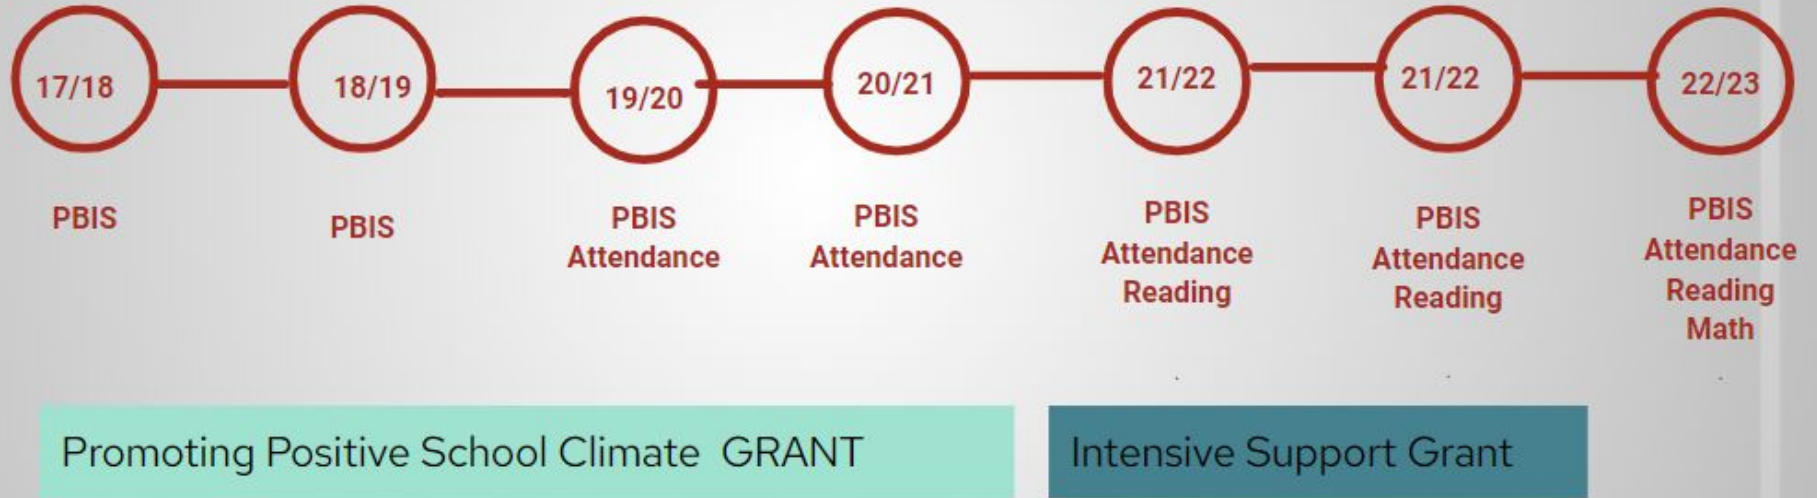 17/18
18/19
19/20
20/21
21/22
21/22
22/23
PBIS
PBIS
PBIS
Attendance
PBIS
Attendance
PBIS
Attendance
Reading
PBIS
Attendance
Reading
PBIS
Attendance
Reading
Math
Promoting Positive School Climate  GRANT
Intensive Support Grant